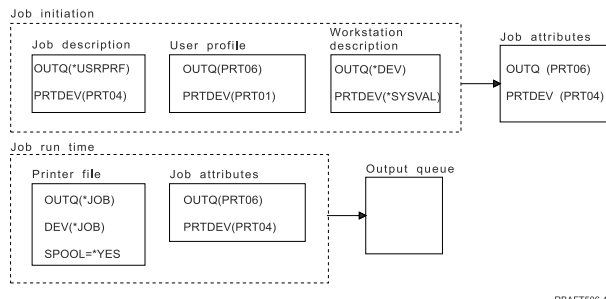 Job initiation
Job description
OUTQ(*USRPRF)
PRTDEV(PRT04)
User profile
OUTQ(PRT06)
PRTDEV(PRT01)
Workstation
description
OUTQ(*DEV)
PRTDEV(*SYSVAL)
Job attributes
OUTQ (PRT06)
PRTDEV (PRT04)
Job run time
Printer file
OUTQ(*JOB)
DEV(*JOB)
SPOOL=*YES
Job attributes
OUTQ(PRT06)
PRTDEV(PRT04)
Output queue